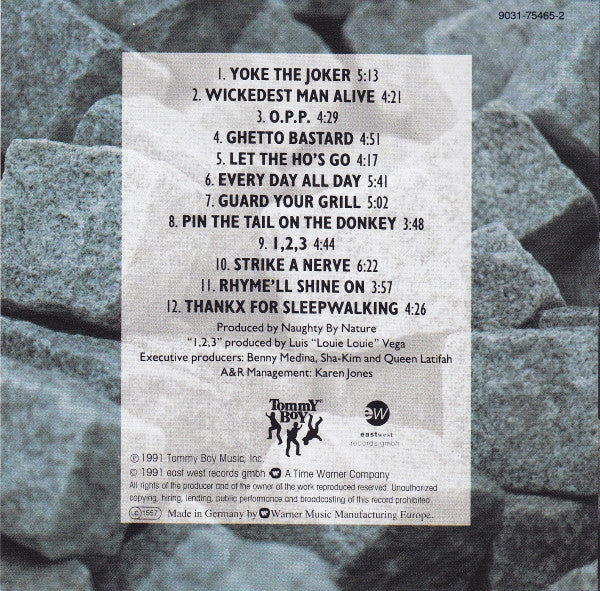 9031-75465-2
1. YOKE THE JOKER 5:13
2. WICKEDEST MAN ALIVE 4:21
3. O.P.P. 4:29
4. GHETTO BASTARD 4:51
5. LET THE HO'S GO 4:17
6. EVERY DAY ALL DAY 5:41
7. GUARD YOUR GRILL 5:02
8. PIN THE TAIL ON THE DONKEY 3:48
9. 1,2,3 4:44
10. STRIKE A NERVE 6:22
11. RHYME'LL SHINE ON 3:57
12. THANKX FOR SLEEPWALKING 4:26
Produced by Naughty By Nature
"1,2,3" produced by Luis "Louie Louie" Vega
Executive producers: Benny Medina, Sha-Kim and Queen Latifah
A&R Management: Karen Jones
TOMMY BOY®
ew
eastwest
records gmbh
℗ 1991 Tommy Boy Music, Inc.
© 1991 east west records gmbh A Time Warner Company
All rights of the producer and of the owner of the work reproduced reserved. Unauthorized
copying, hiring, lending, public performance and broadcasting of this record prohibited.
LC 1557 Made in Germany by Warner Music Manufacturing Europe.